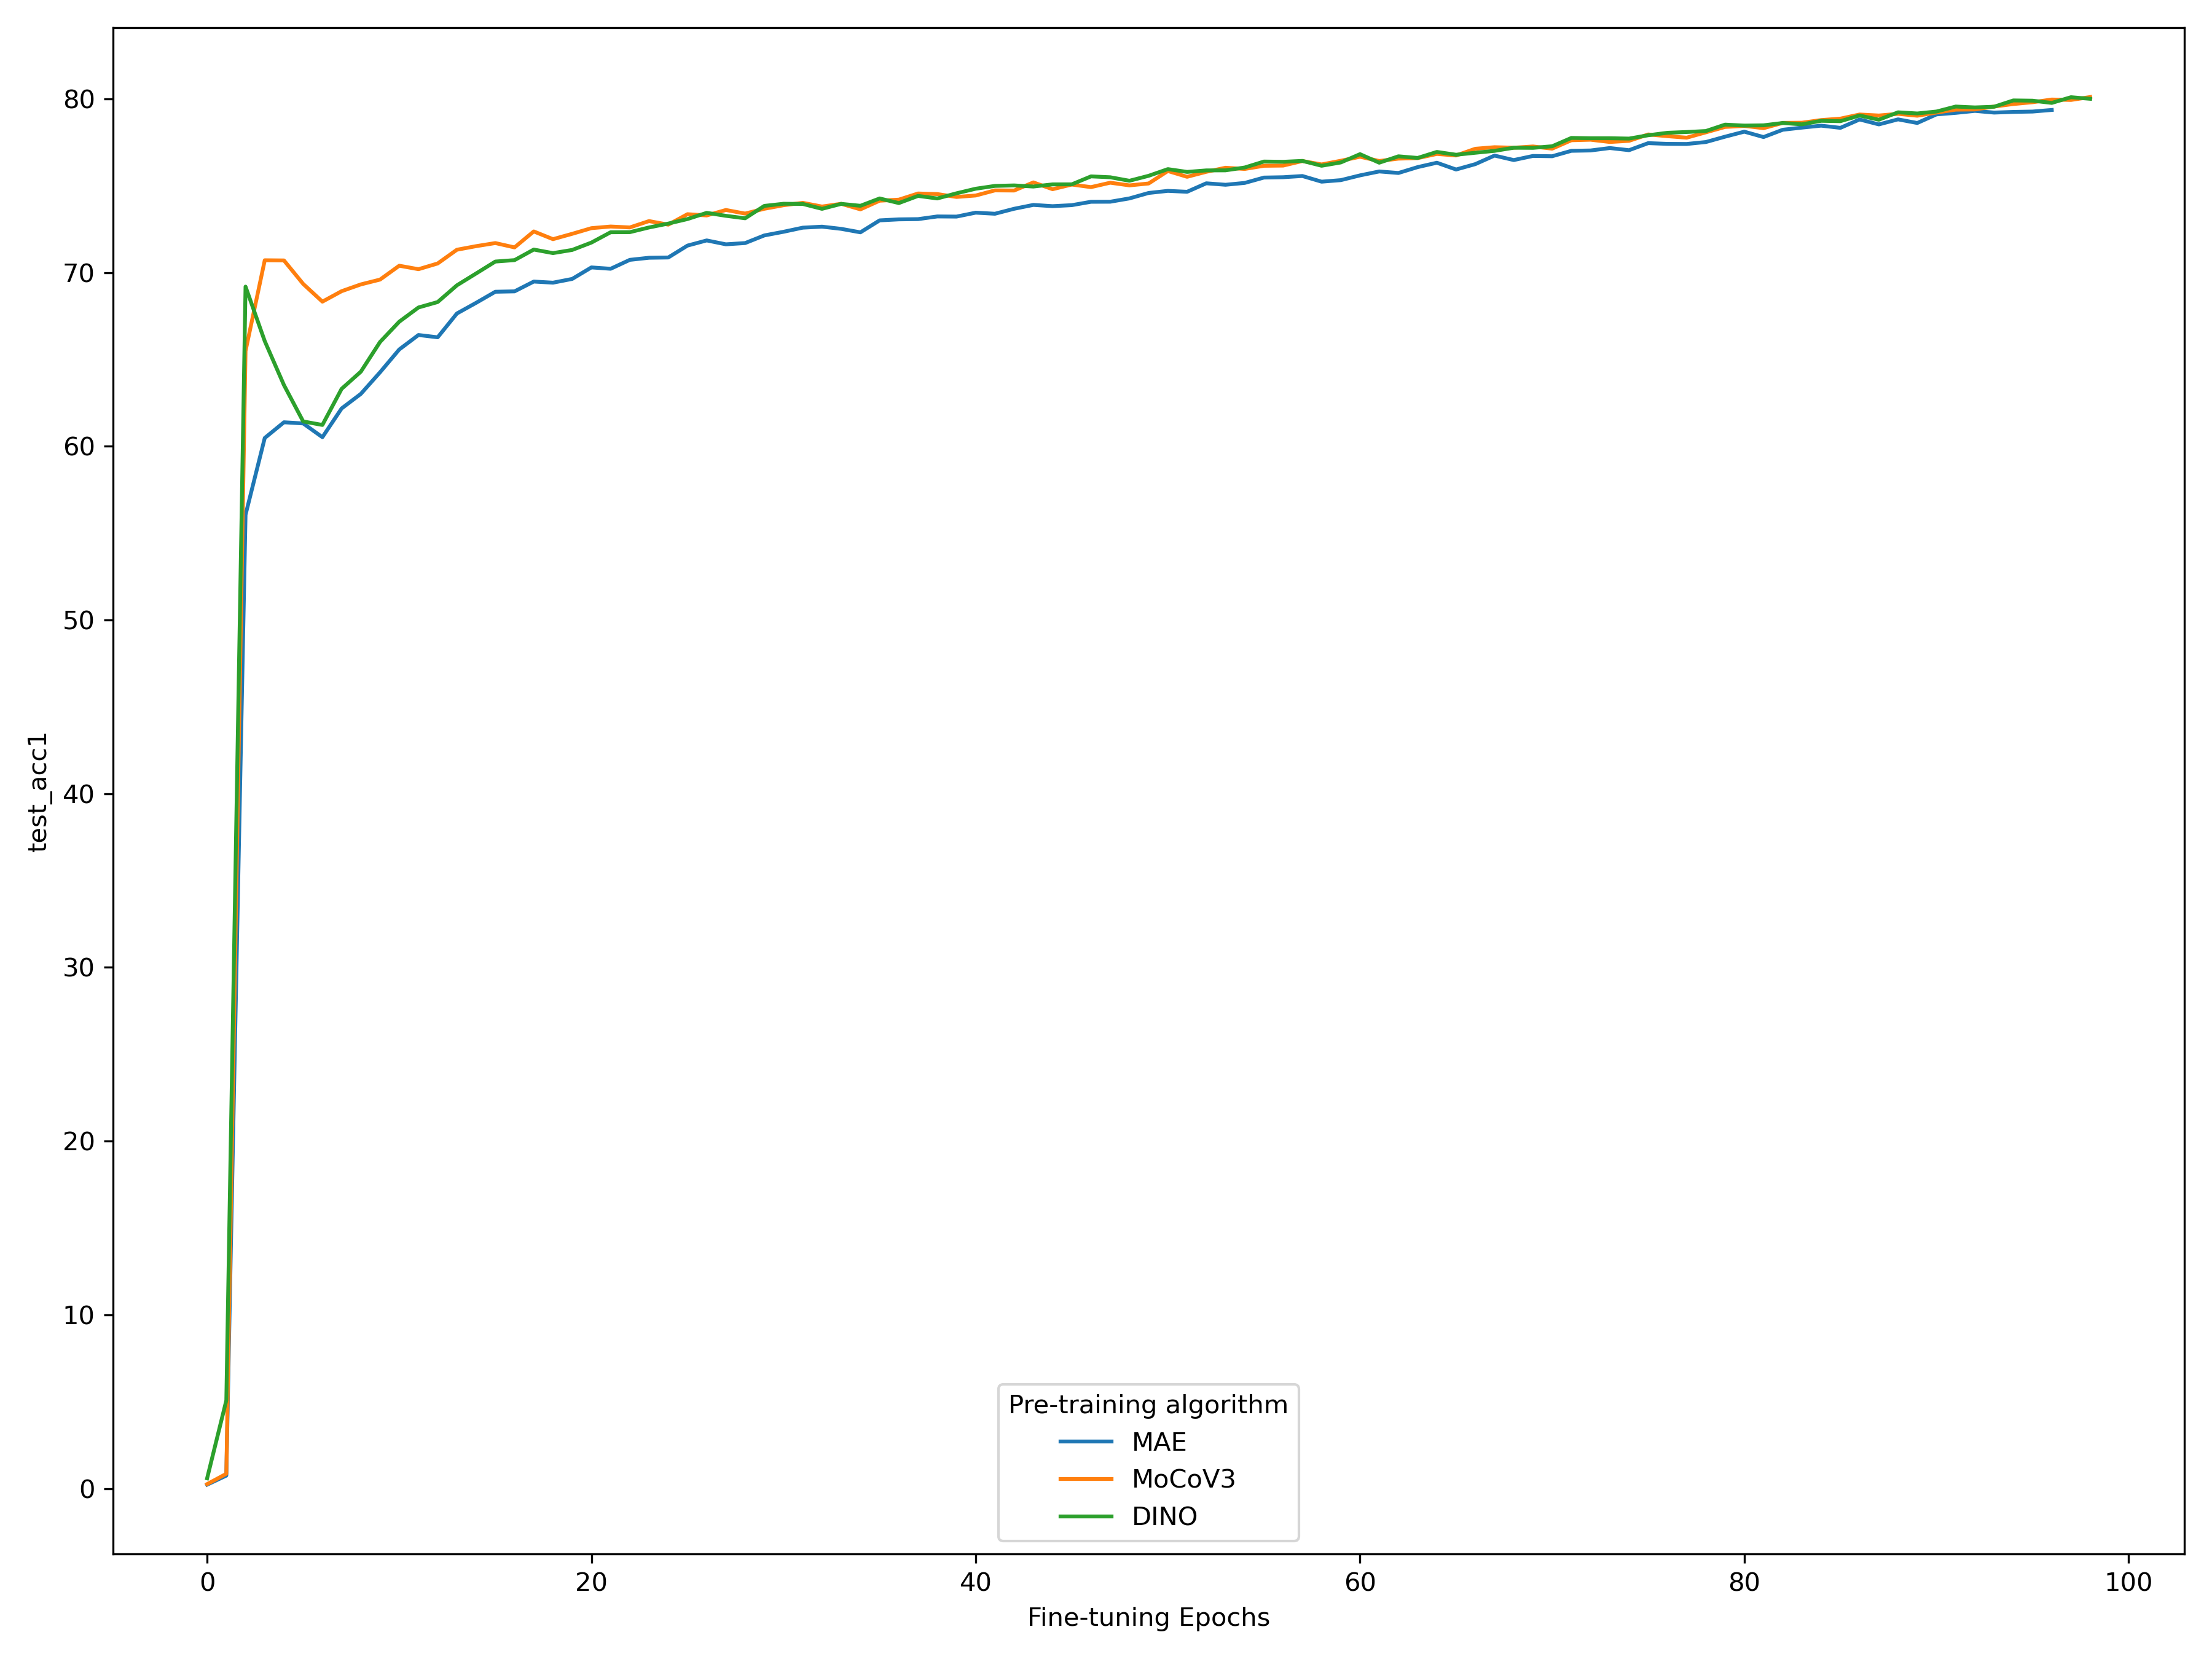 80
70
60
50
40
30
20
10
0
test_acc1
Pre-training algorithm
MAE
MoCoV3
DINO
0 20 40 60 80 100
Fine-tuning Epochs